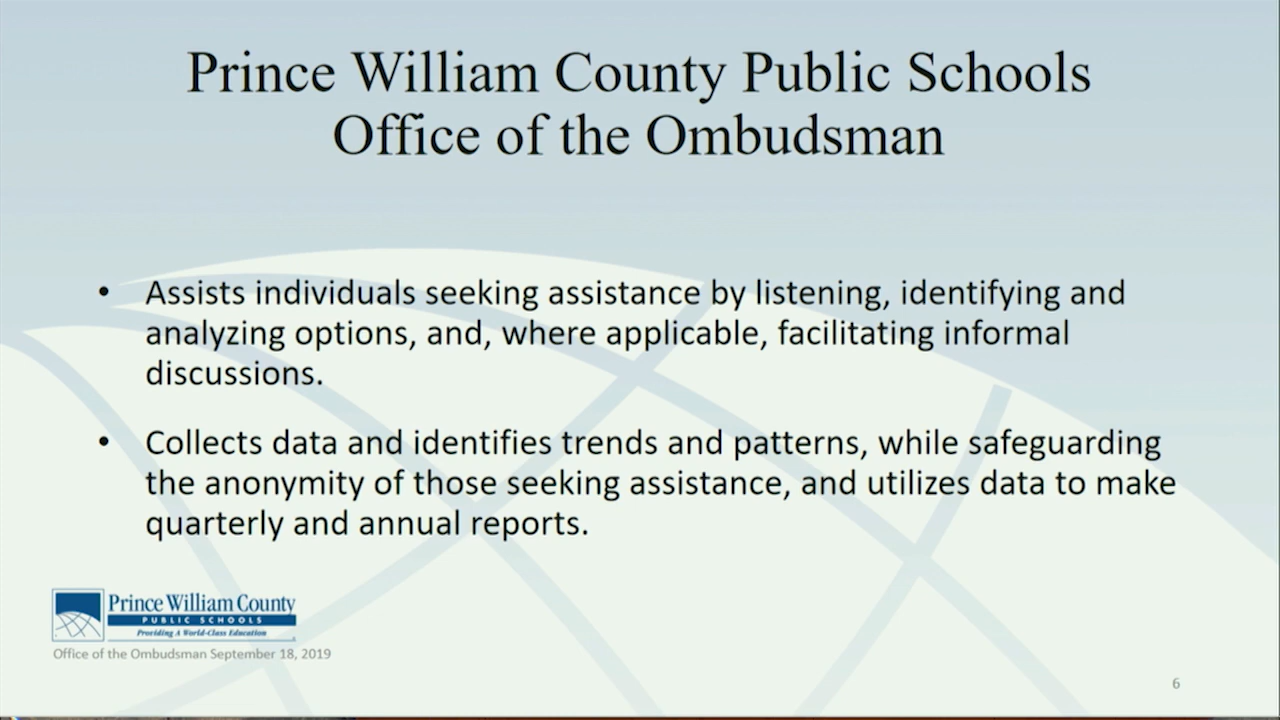 Prince William County Public Schools
Office of the Ombudsman
• Assists individuals seeking assistance by listening, identifying and
analyzing options, and, where applicable, facilitating informal
discussions.
• Collects data and identifies trends and patterns, while safeguarding
the anonymity of those seeking assistance, and utilizes data to make
quarterly and annual reports.
Prince William County
PUBLIC SCHOOLS
Providing A World-Class Education
Office of the Ombudsman September 18, 2019
6